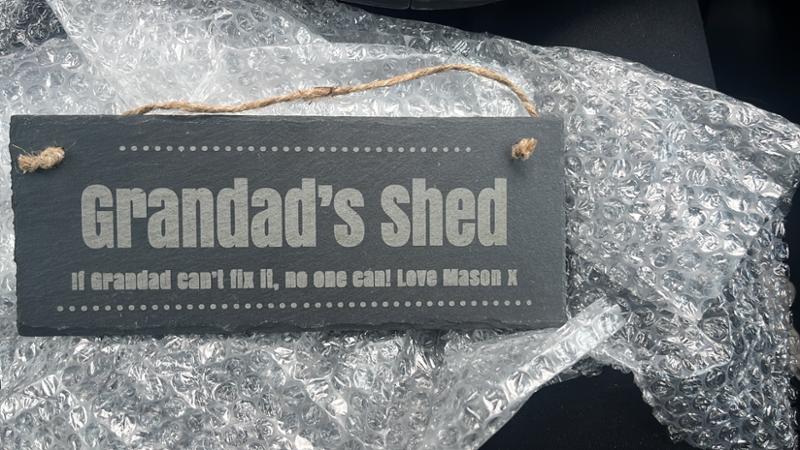 Grandad's Shed
If Grandad can't fix it, no one can! Love Mason X